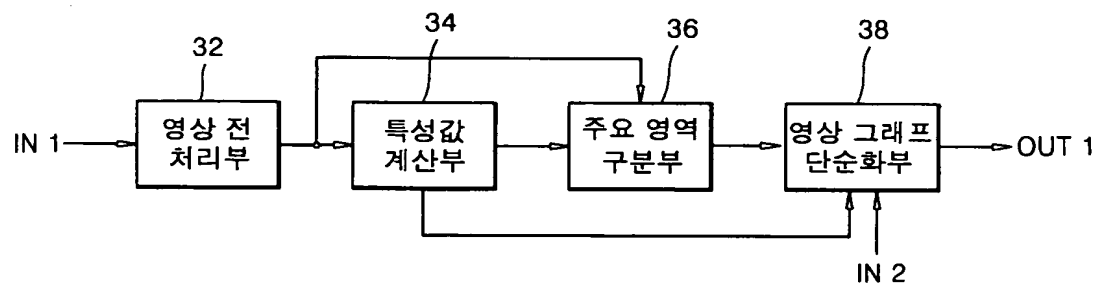 32
34
36
38
IN 1
영상 전
처리부
특성값
계산부
주요 영역
구분부
영상 그래프
단순화부
OUT 1
IN 2